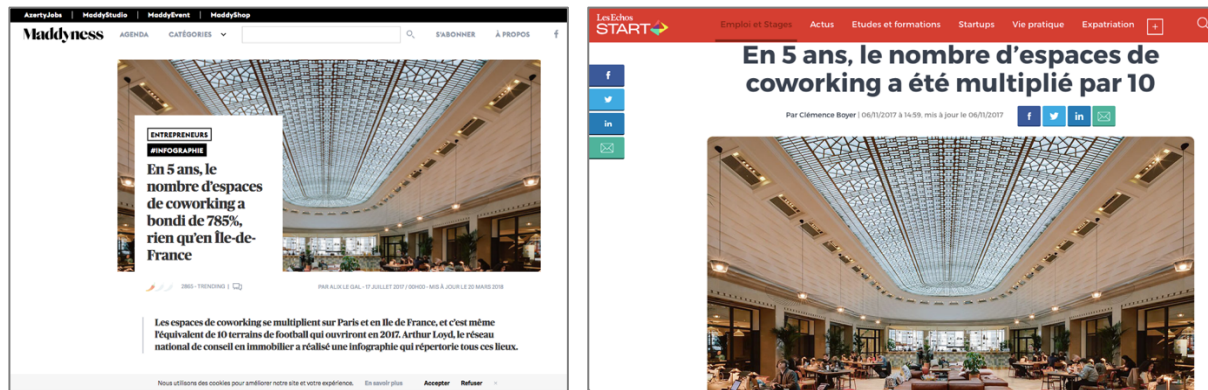 AzertyJobs | MaddyStudio | MaddyEvent | MaddyShop
Maddyness AGENDA CATÉGORIES S'ABONNER À PROPOS f
ENTREPRENEURS
#INFOGRAPHIE
En 5 ans, le
nombre d'espaces
de coworking a
bondi de 785%,
rien qu'en Île-de-
France
2865 - TRENDING | PAR ALIX LE GAL - 17 JUILLET 2017 / 00H00 - MIS À JOUR LE 20 MARS 2018
Les espaces de coworking se multiplient sur Paris et en Ile de France, et c'est même
l'équivalent de 10 terrains de football qui ouvriront en 2017. Arthur Loyd, le réseau
national de conseil en immobilier a réalisé une infographie qui répertorie tous ces lieux.
Nous utilisons des cookies pour améliorer notre site et votre expérience. En savoir plus Accepter Refuser ×
Les Echos
START Emploi et Stages Actus Etudes et formations Startups Vie pratique Expatriation +
En 5 ans, le nombre d'espaces de
coworking a été multiplié par 10
Par Clémence Boyer | 06/11/2017 à 14:59, mis à jour le 06/11/2017 f in
f
in